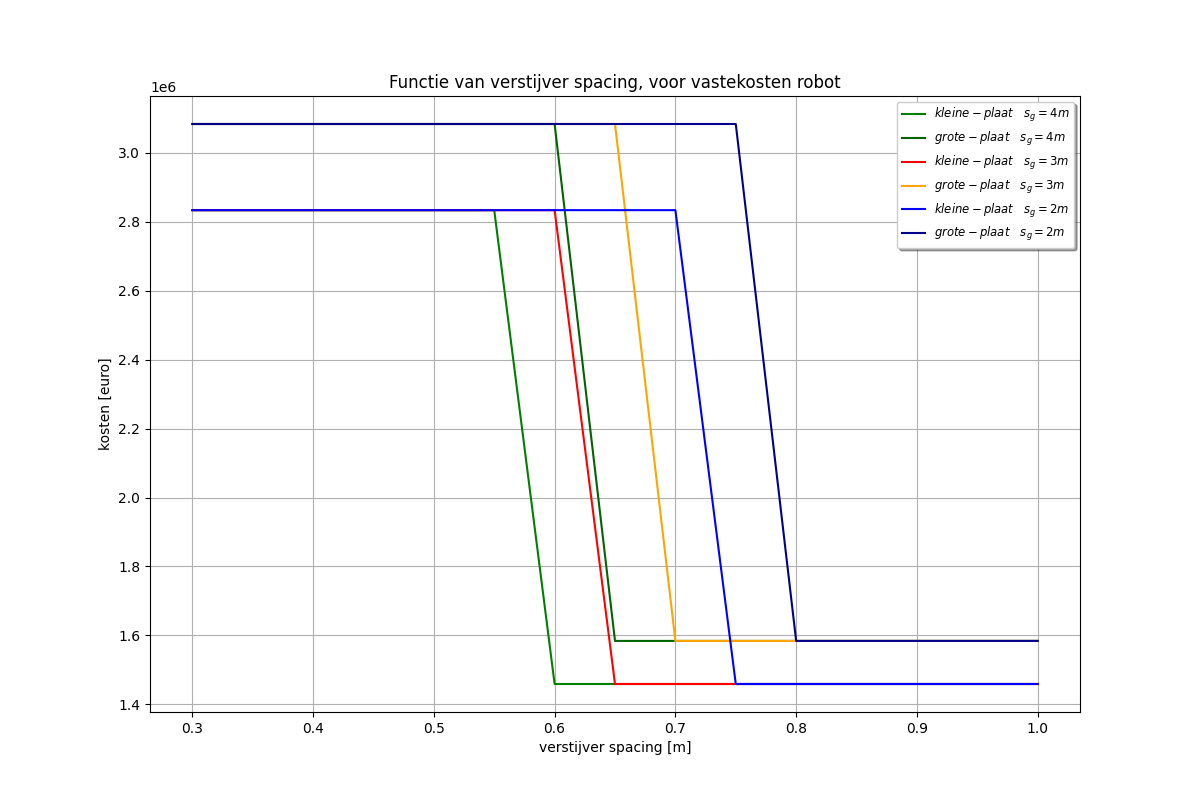 Functie van verstijver spacing, voor vastekosten robot
1e6
kleine − plaat s_g = 4m
grote − plaat s_g = 4m
kleine − plaat s_g = 3m
grote − plaat s_g = 3m
kleine − plaat s_g = 2m
grote − plaat s_g = 2m
3.0
2.8
2.6
2.4
2.2
2.0
1.8
1.6
1.4
kosten [euro]
0.3 0.4 0.5 0.6 0.7 0.8 0.9 1.0
verstijver spacing [m]